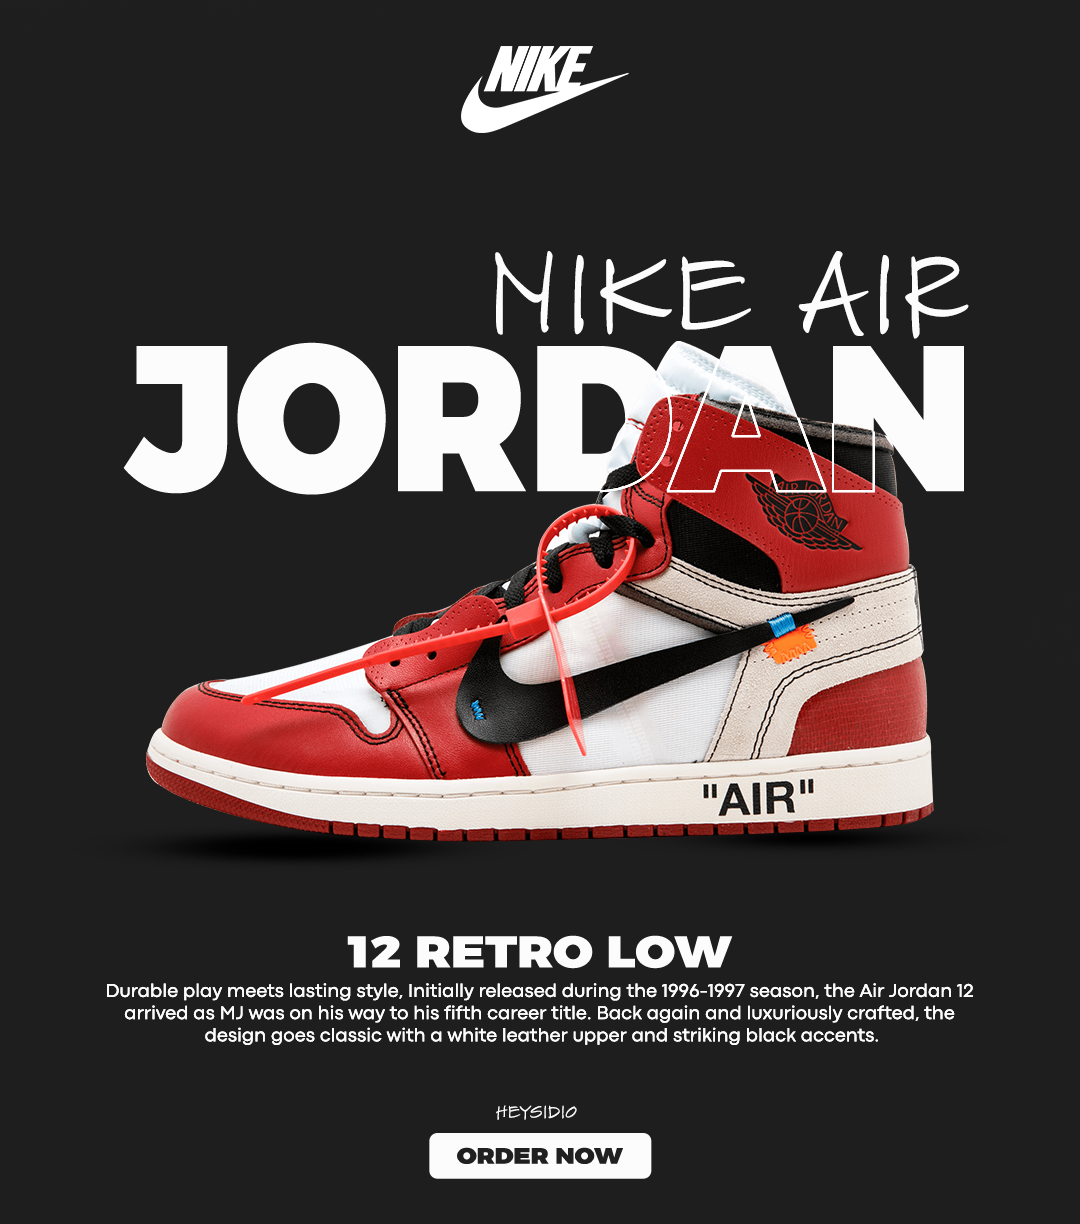 NIKE
NIKE AIR
JORDAN
AIR JORDAN
"AIR"
12 RETRO LOW
Durable play meets lasting style, Initially released during the 1996-1997 season, the Air Jordan 12
arrived as MJ was on his way to his fifth career title. Back again and luxuriously crafted, the
design goes classic with a white leather upper and striking black accents.
HEYSIDIO
ORDER NOW